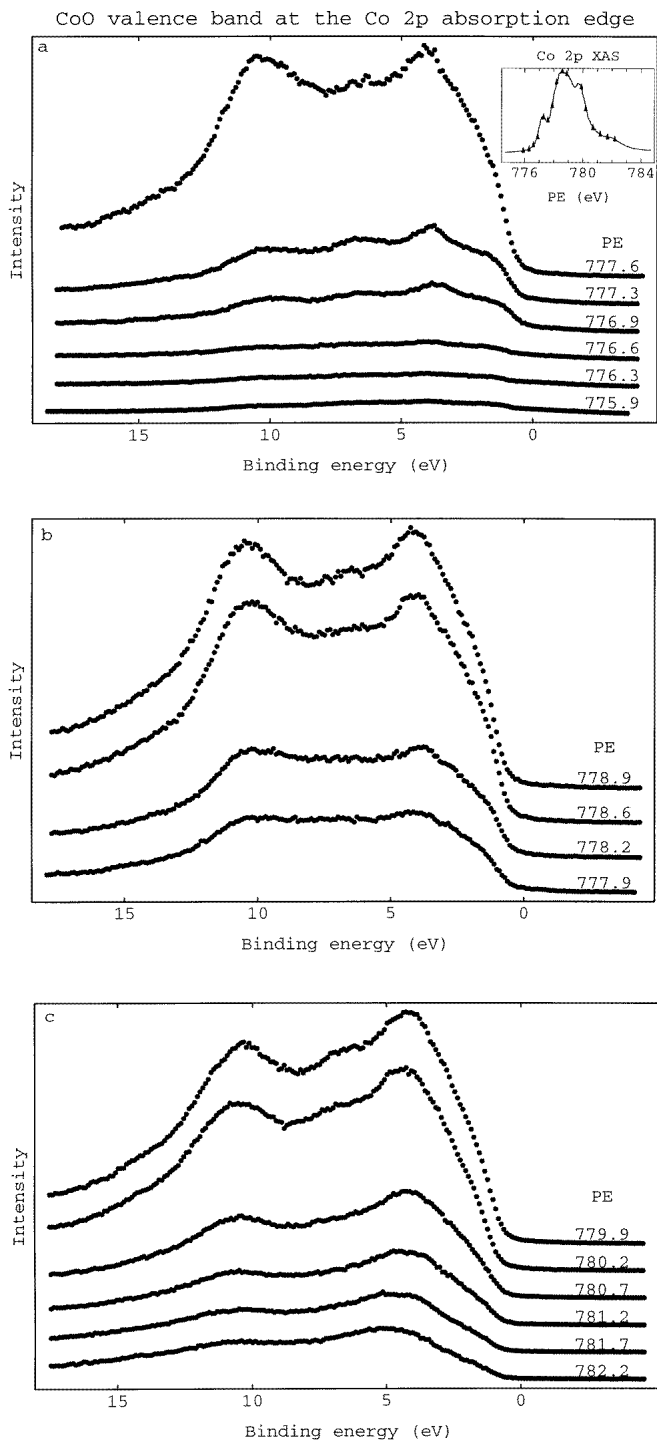 CoO valence band at the Co 2p absorption edge
a
Co 2p XAS
776 780 784
PE (eV)
Intensity
PE
777.6
777.3
776.9
776.6
776.3
775.9
15 10 5 0
Binding energy (eV)
b
Intensity
PE
778.9
778.6
778.2
777.9
15 10 5 0
Binding energy (eV)
c
Intensity
PE
779.9
780.2
780.7
781.2
781.7
782.2
15 10 5 0
Binding energy (eV)